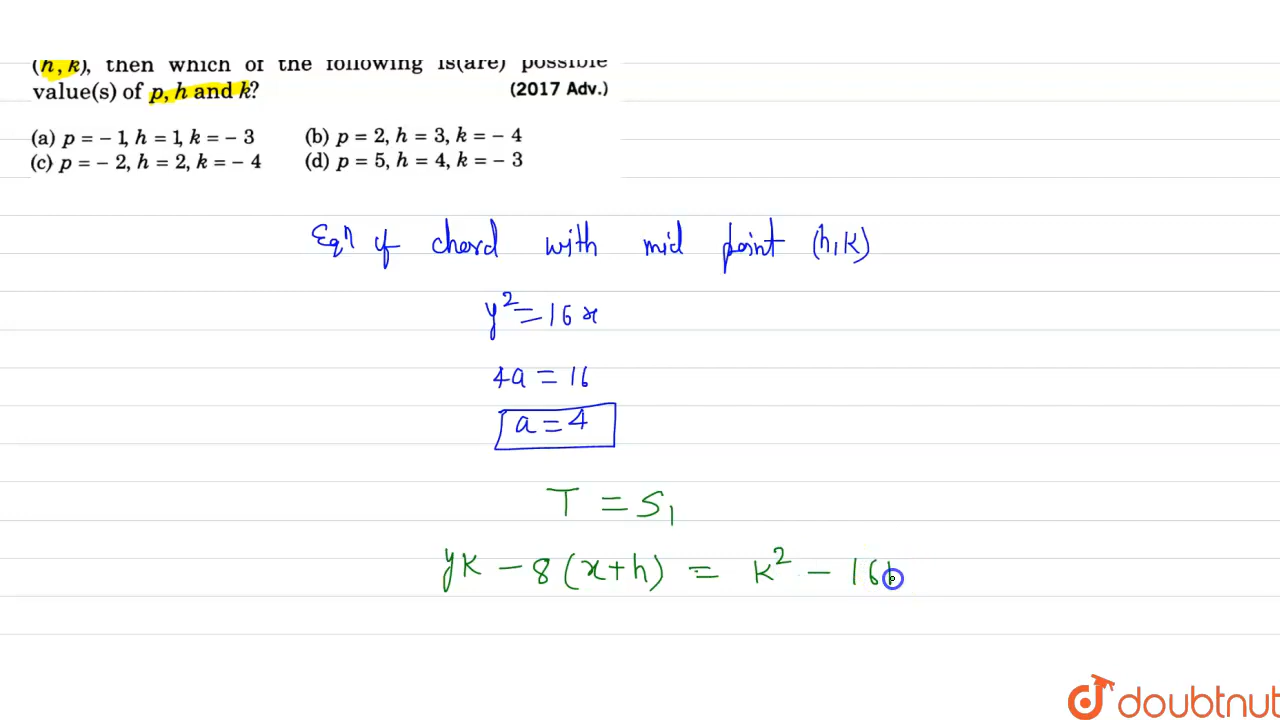 (h, k), then which of the following is(are) possible
value(s) of p, h and k?
(2017 Adv.)
(a) p = − 1, h = 1, k = − 3
(b) p = 2, h = 3, k = − 4
(c) p = − 2, h = 2, k = − 4
(d) p = 5, h = 4, k = − 3
Eqn of chord with mid point (h, k)
y² = 16x
4a = 16
a = 4
T = S₁
yk − 8(x+h) = k² − 16h
doubtnut